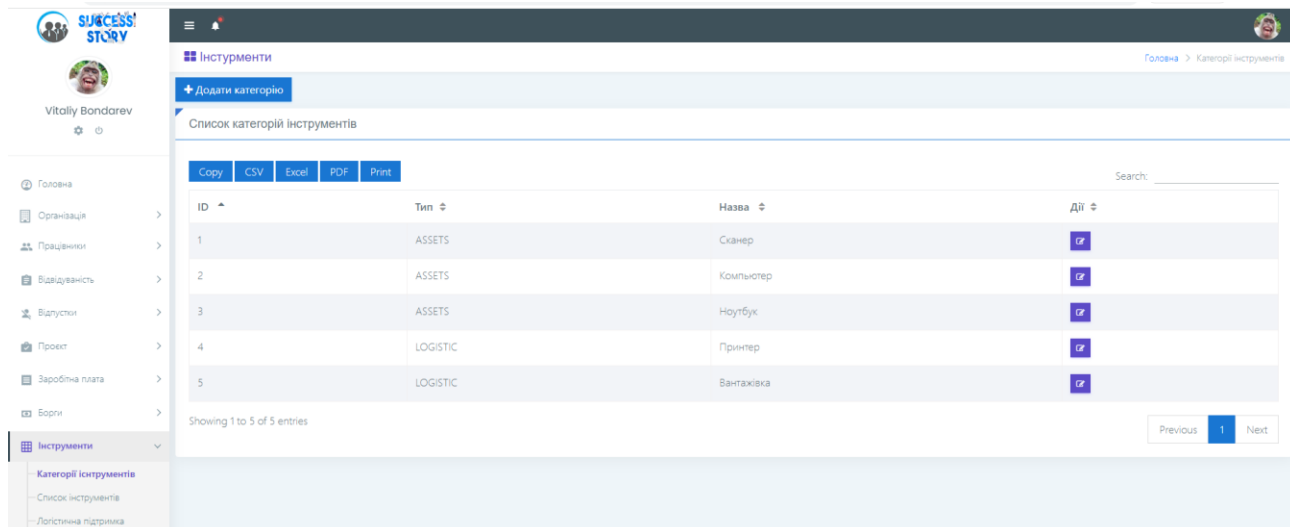 SUCCESS
STORY
Інстурменти
Головна > Категорії інструментів
Vitaliy Bondarev
Додати категорію
Список категорій інструментів
Copy CSV Excel PDF Print
Search:
ID Тип Назва Дії
1 ASSETS Сканер
2 ASSETS Компьютер
3 ASSETS Ноутбук
4 LOGISTIC Принтер
5 LOGISTIC Вантажівка
Showing 1 to 5 of 5 entries
Previous 1 Next
Головна
Організація
Працівники
Відвідуваність
Відпустки
Проєкт
Заробітна плата
Борги
Інструменти
Категорії існтрументів
Список інструментів
Логістична підтримка